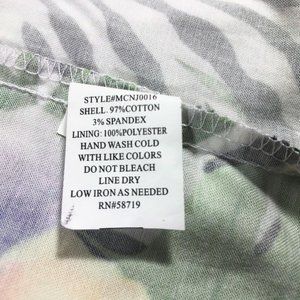 STYLE#MCNJ0016
SHELL: 97%COTTON
3% SPANDEX
LINING: 100%POLYESTER
HAND WASH COLD
WITH LIKE COLORS
DO NOT BLEACH
LINE DRY
LOW IRON AS NEEDED
RN#58719